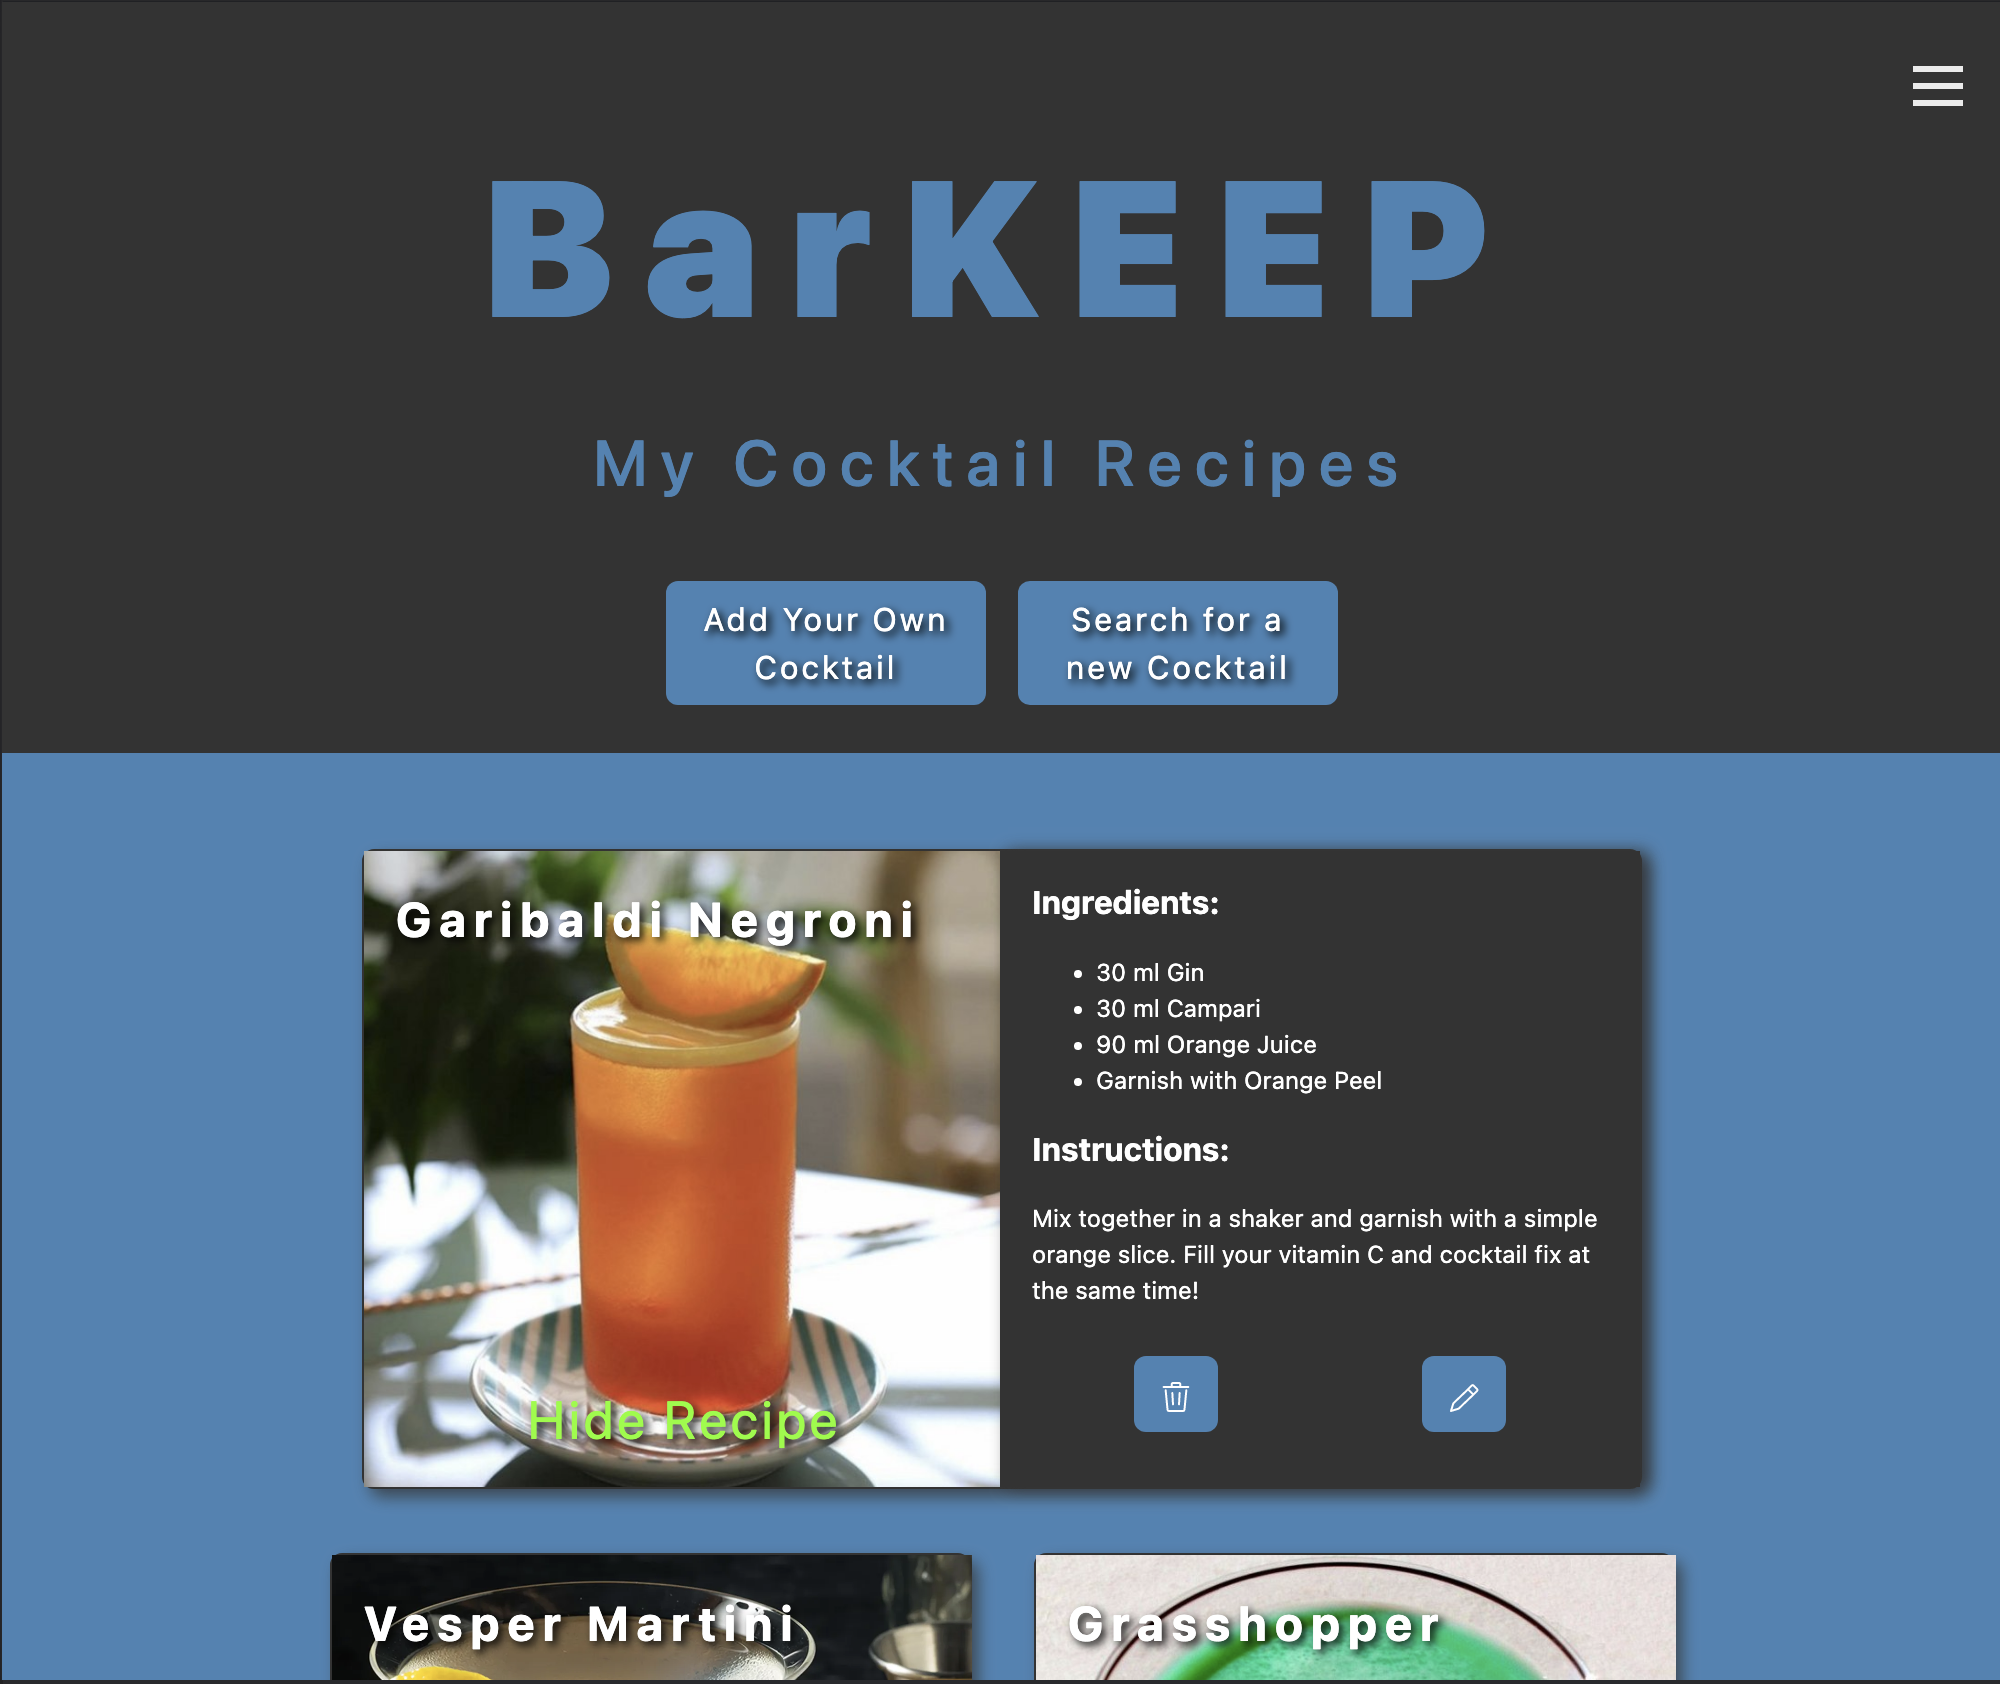 BarKEEP
My Cocktail Recipes
Add Your Own
Cocktail
Search for a
new Cocktail
Garibaldi Negroni
Hide Recipe
Ingredients:
30 ml Gin
30 ml Campari
90 ml Orange Juice
Garnish with Orange Peel
Instructions:
Mix together in a shaker and garnish with a simple
orange slice. Fill your vitamin C and cocktail fix at
the same time!
Vesper Martini
Grasshopper